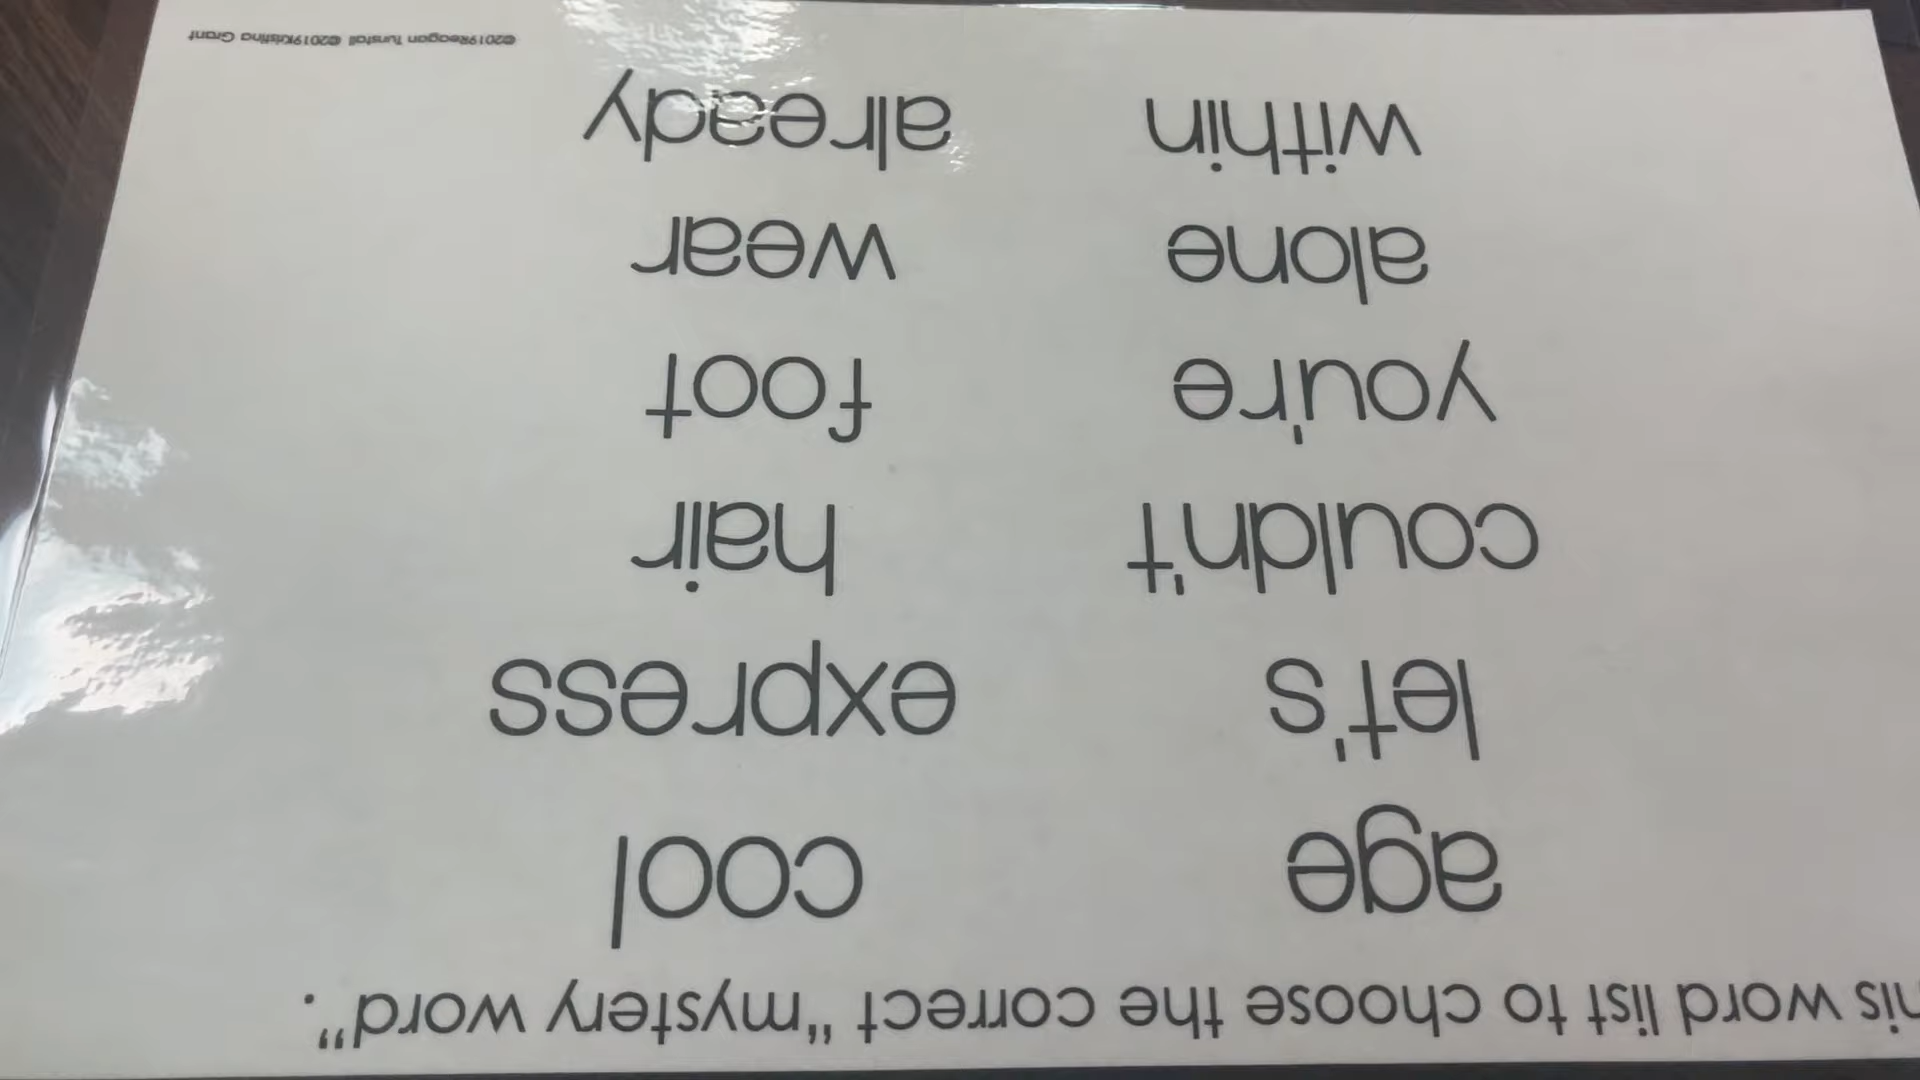 his word list to choose the correct “mystery word”.
age cool
let's express
couldn't hair
you're foot
alone wear
within already
©2019Reagan Tunstall ©2019Kristina Grant